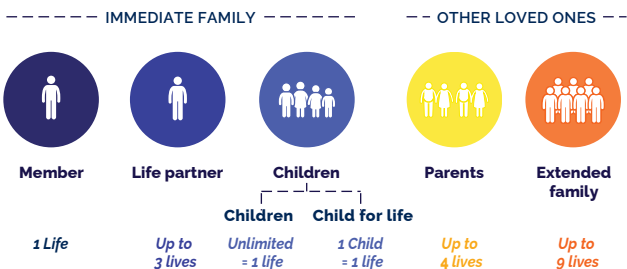 IMMEDIATE FAMILY
OTHER LOVED ONES
Member
Life partner
Children
Parents
Extended
family
Children
Child for life
1 Life
Up to
3 lives
Unlimited
= 1 life
1 Child
= 1 life
Up to
4 lives
Up to
9 lives